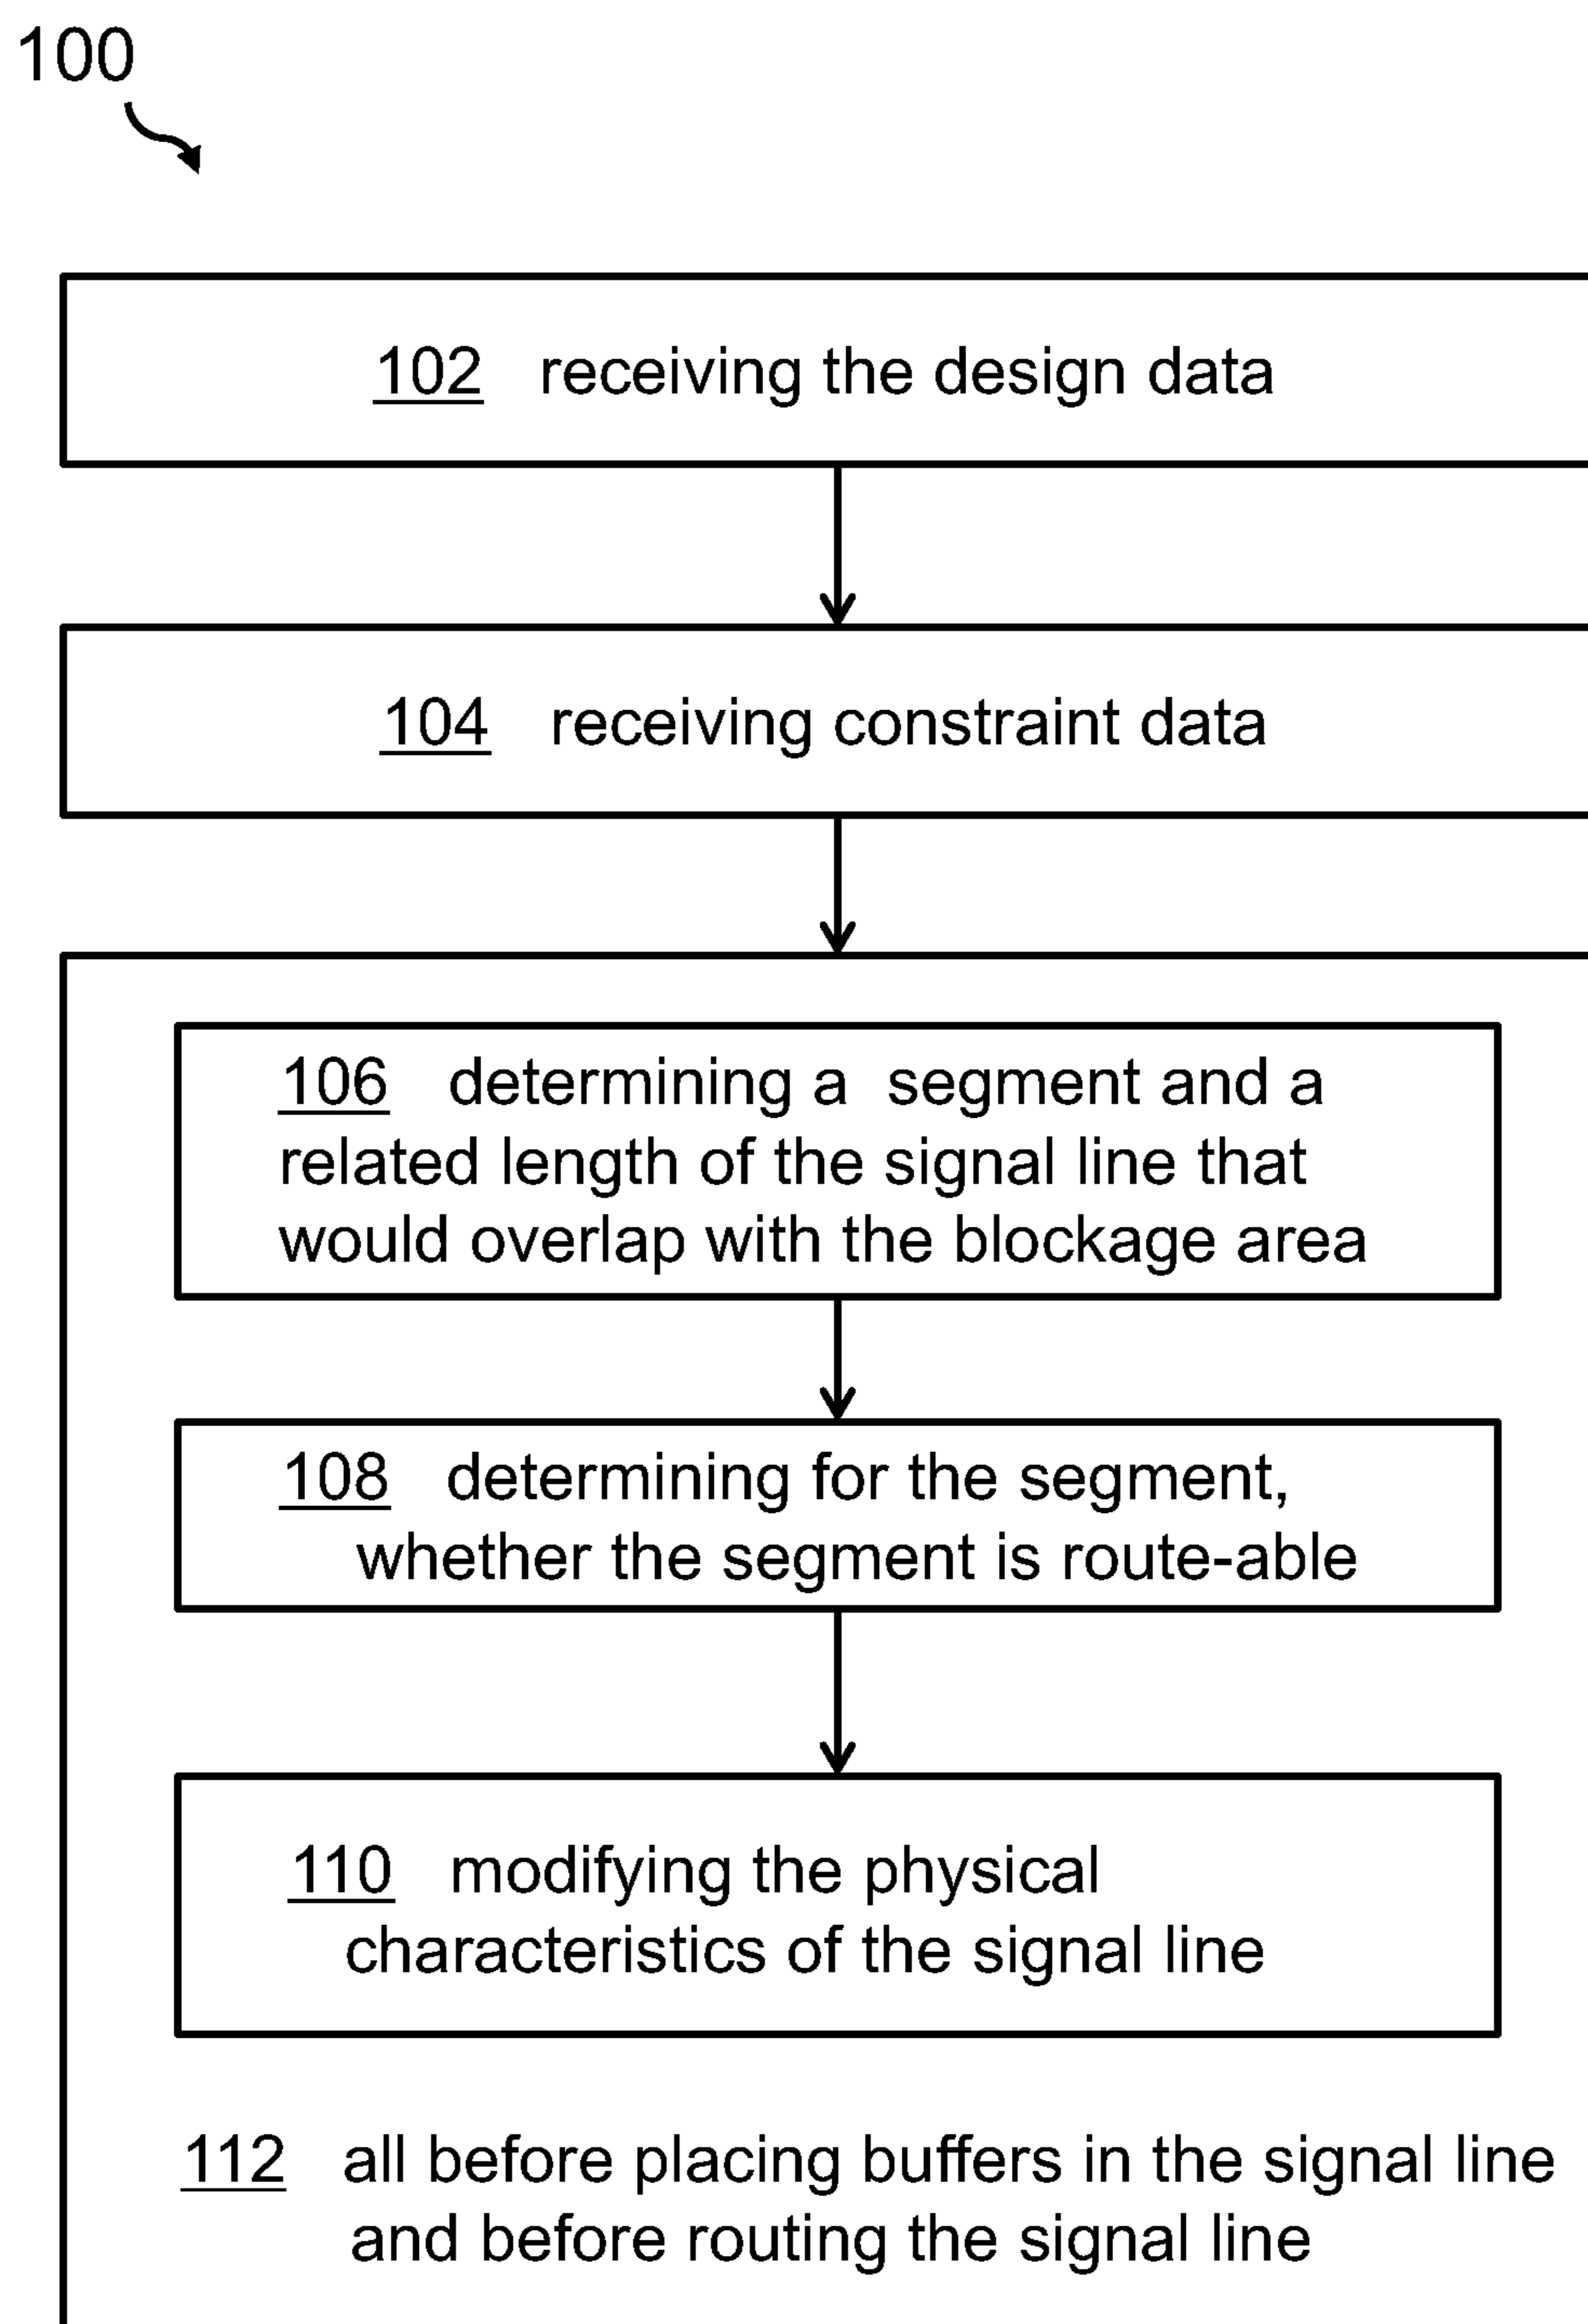 100
102 receiving the design data
104 receiving constraint data
106 determining a segment and a
related length of the signal line that
would overlap with the blockage area
108 determining for the segment,
whether the segment is route-able
110 modifying the physical
characteristics of the signal line
112 all before placing buffers in the signal line
and before routing the signal line